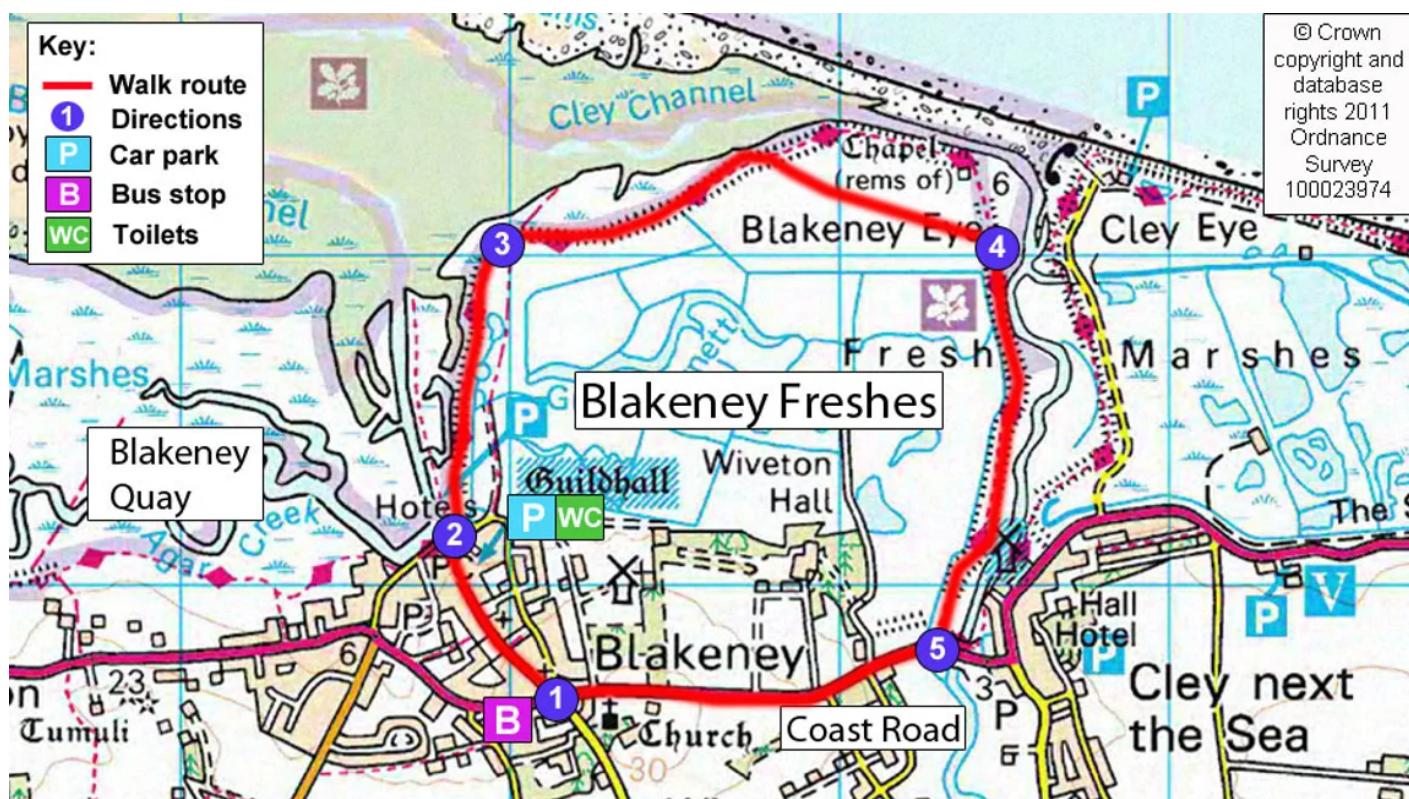 Key:
Walk route
1 Directions
P Car park
B Bus stop
WC Toilets
© Crown
copyright and
database
rights 2011
Ordnance
Survey
100023974
Cley Channel
P
Chapel
(rems of)
6
3
Blakeney Eye
4
Cley Eye
Fresh Marshes
Marshes
Blakeney Freshes
P
Blakeney
Quay
Wiveton
Hall
Guildhall
Hotels
P WC
2
The
Agar Creek
P
P
P
V
Hall
Hotel
P
Blakeney
5
6
3
23
Tumuli
1
B
Church
Coast Road
P
Cley next
the Sea
30